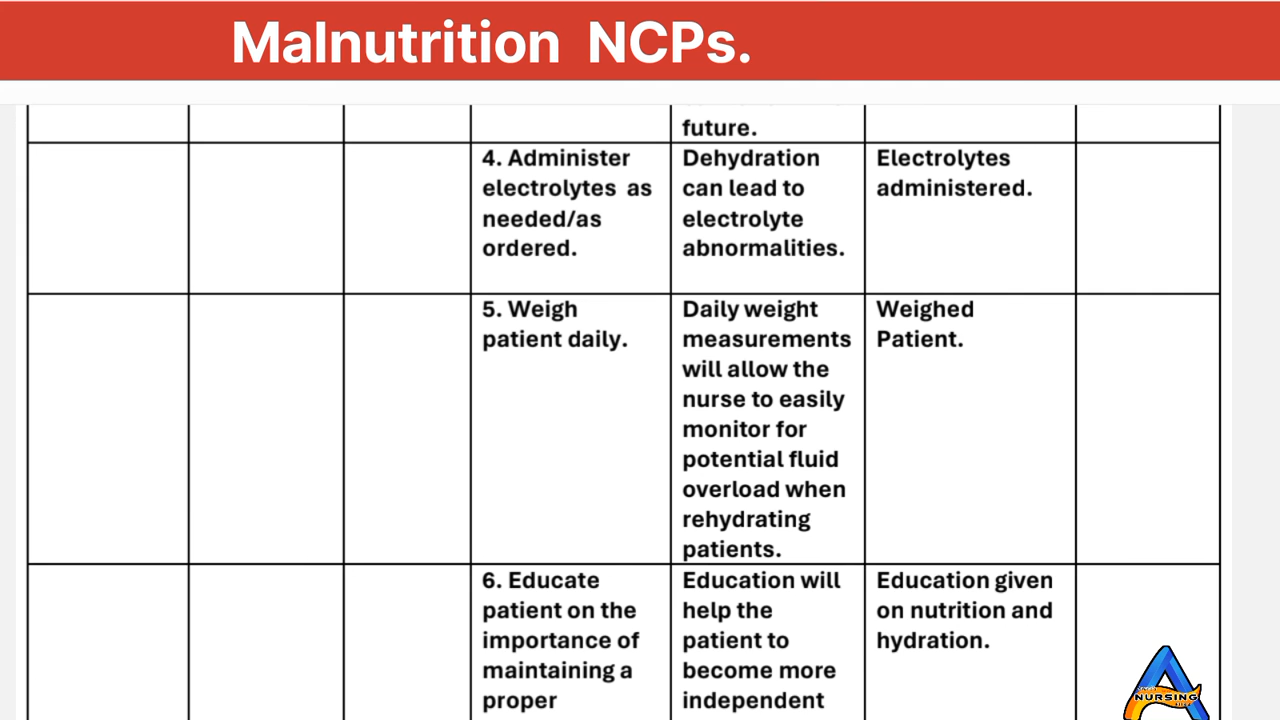 Malnutrition NCPs.
future.
4. Administer
electrolytes as
needed/as
ordered.
Dehydration
can lead to
electrolyte
abnormalities.
Electrolytes
administered.
5. Weigh
patient daily.
Daily weight
measurements
will allow the
nurse to easily
monitor for
potential fluid
overload when
rehydrating
patients.
Weighed
Patient.
6. Educate
patient on the
importance of
maintaining a
proper
Education will
help the
patient to
become more
independent
Education given
on nutrition and
hydration.
NURSING